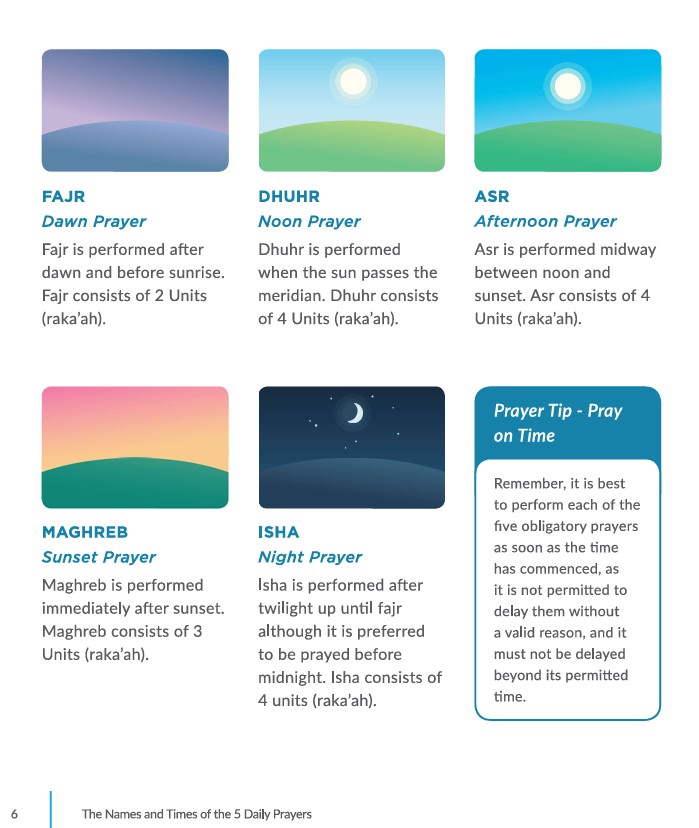 FAJR
Dawn Prayer
Fajr is performed after
dawn and before sunrise.
Fajr consists of 2 Units
(raka'ah).
DHUHR
Noon Prayer
Dhuhr is performed
when the sun passes the
meridian. Dhuhr consists
of 4 Units (raka'ah).
ASR
Afternoon Prayer
Asr is performed midway
between noon and
sunset. Asr consists of 4
Units (raka'ah).
MAGHREB
Sunset Prayer
Maghreb is performed
immediately after sunset.
Maghreb consists of 3
Units (raka'ah).
ISHA
Night Prayer
Isha is performed after
twilight up until fajr
although it is preferred
to be prayed before
midnight. Isha consists of
4 units (raka'ah).
Prayer Tip - Pray
on Time
Remember, it is best
to perform each of the
five obligatory prayers
as soon as the time
has commenced, as
it is not permitted to
delay them without
a valid reason, and it
must not be delayed
beyond its permitted
time.
6
The Names and Times of the 5 Daily Prayers